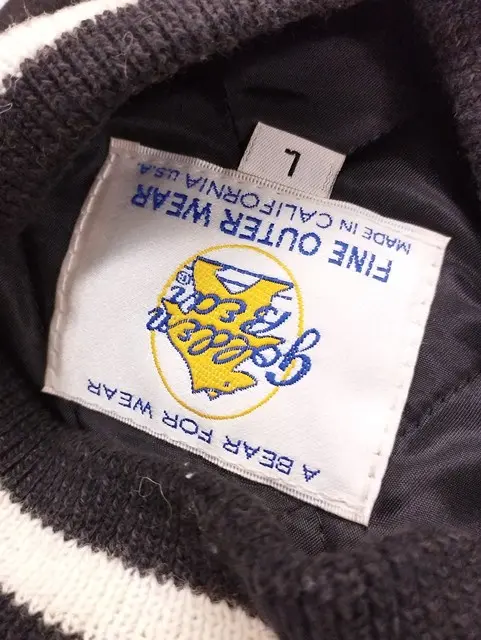 A BEAR FOR WEAR
Golden
Bear
®
FINE OUTER WEAR
MADE IN CALIFORNIA U.S.A.
L